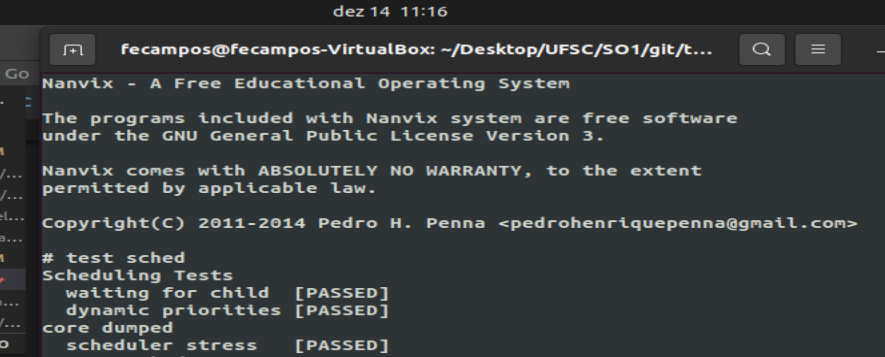 dez 14 11:16
fecampos@fecampos-VirtualBox: ~/Desktop/UFSC/SO1/git/t...
Go
Nanvix - A Free Educational Operating System
The programs included with Nanvix system are free software
under the GNU General Public License Version 3.
Nanvix comes with ABSOLUTELY NO WARRANTY, to the extent
permitted by applicable law.
Copyright(C) 2011-2014 Pedro H. Penna <pedrohenriquepenna@gmail.com>
# test sched
Scheduling Tests
waiting for child [PASSED]
dynamic priorities [PASSED]
core dumped
scheduler stress [PASSED]